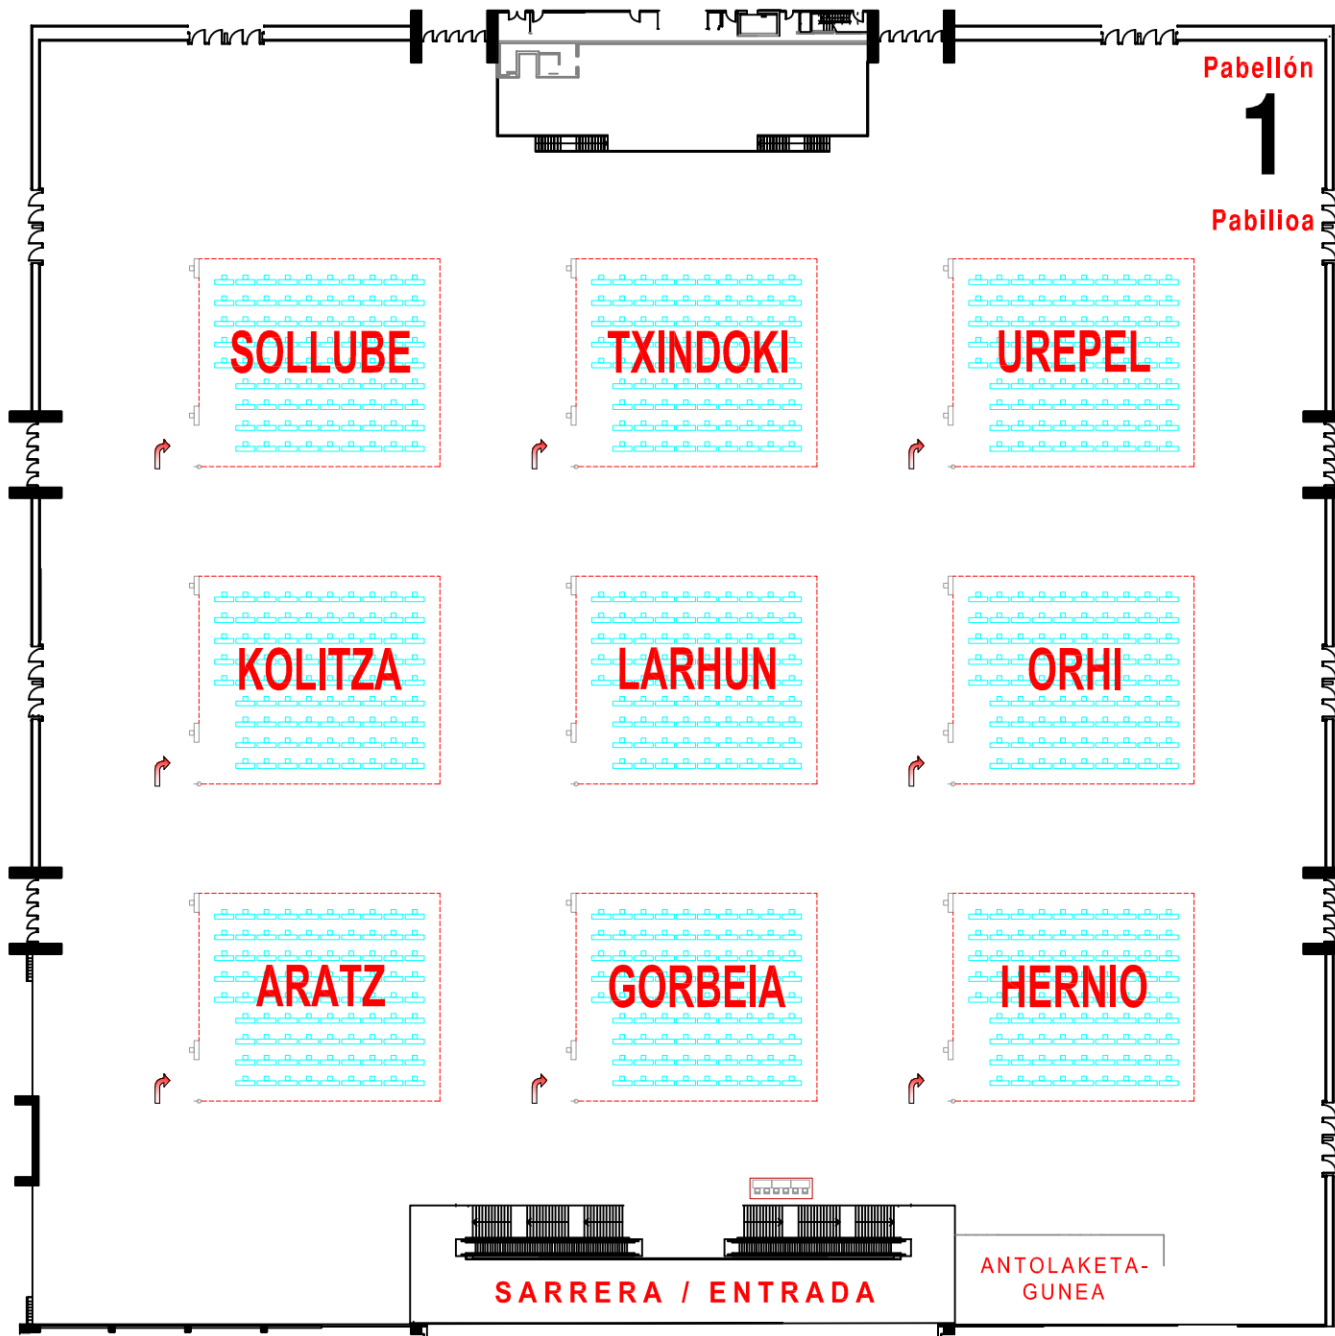 Pabellón
1
Pabilioa
SOLLUBE
TXINDOKI
UREPEL
KOLITZA
LARHUN
ORHI
ARATZ
GORBEIA
HERNIO
SARRERA / ENTRADA
ANTOLAKETA-
GUNEA